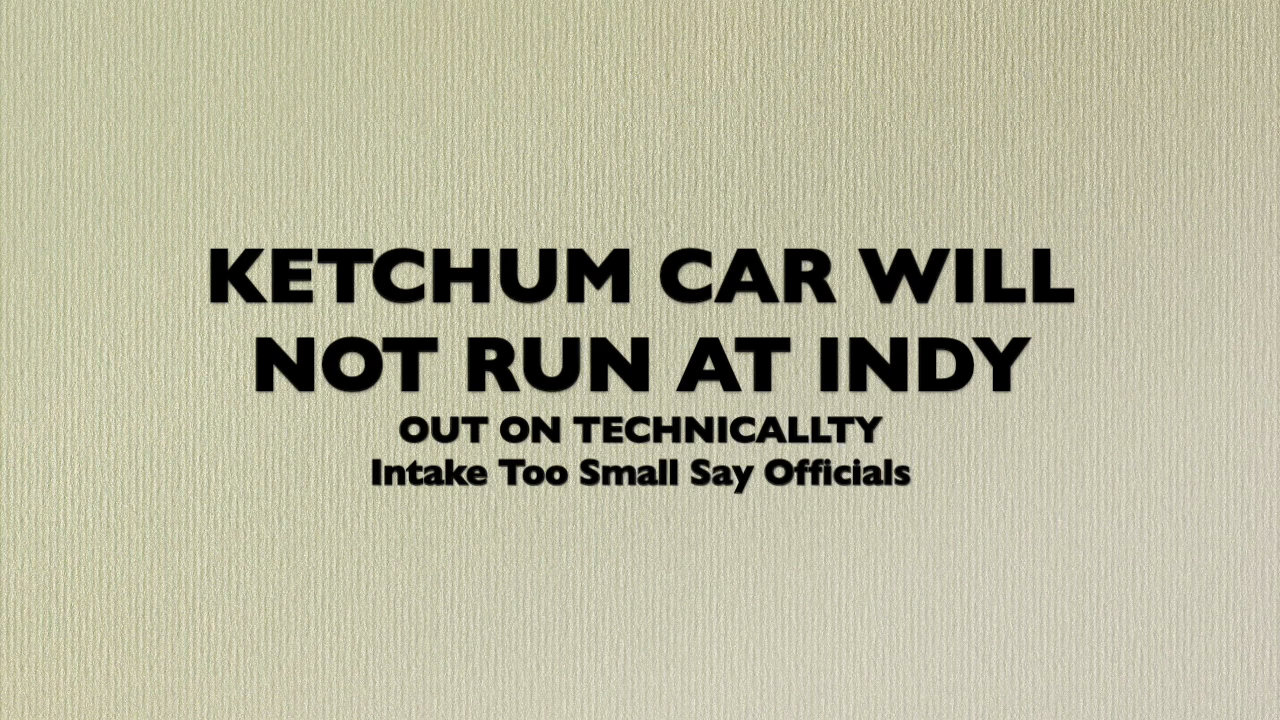 KETCHUM CAR WILL
NOT RUN AT INDY
OUT ON TECHNICALLTY
Intake Too Small Say Officials